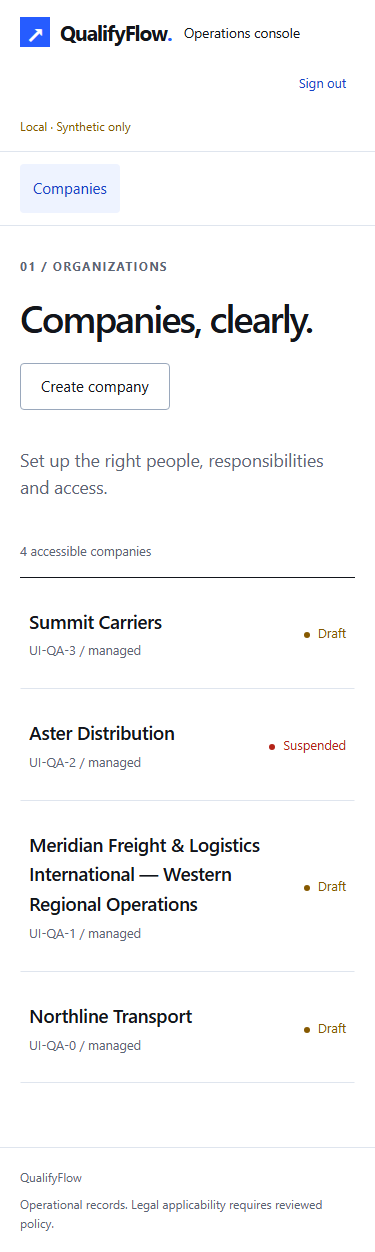 QualifyFlow. Operations console
Sign out
Local · Synthetic only
Companies
01 / ORGANIZATIONS
Companies, clearly.
Create company
Set up the right people, responsibilities
and access.
4 accessible companies
Summit Carriers
UI-QA-3 / managed
Draft
Aster Distribution
UI-QA-2 / managed
Suspended
Meridian Freight & Logistics
International — Western
Regional Operations
UI-QA-1 / managed
Draft
Northline Transport
UI-QA-0 / managed
Draft
QualifyFlow
Operational records. Legal applicability requires reviewed
policy.